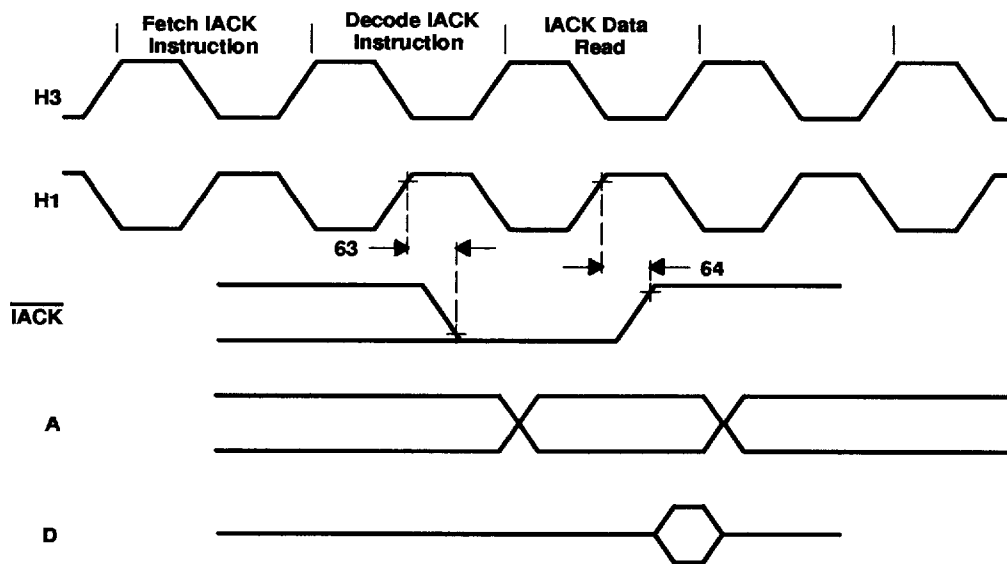 Fetch IACK
Instruction
Decode IACK
Instruction
IACK Data
Read
H3
H1
63
64
IACK
A
D